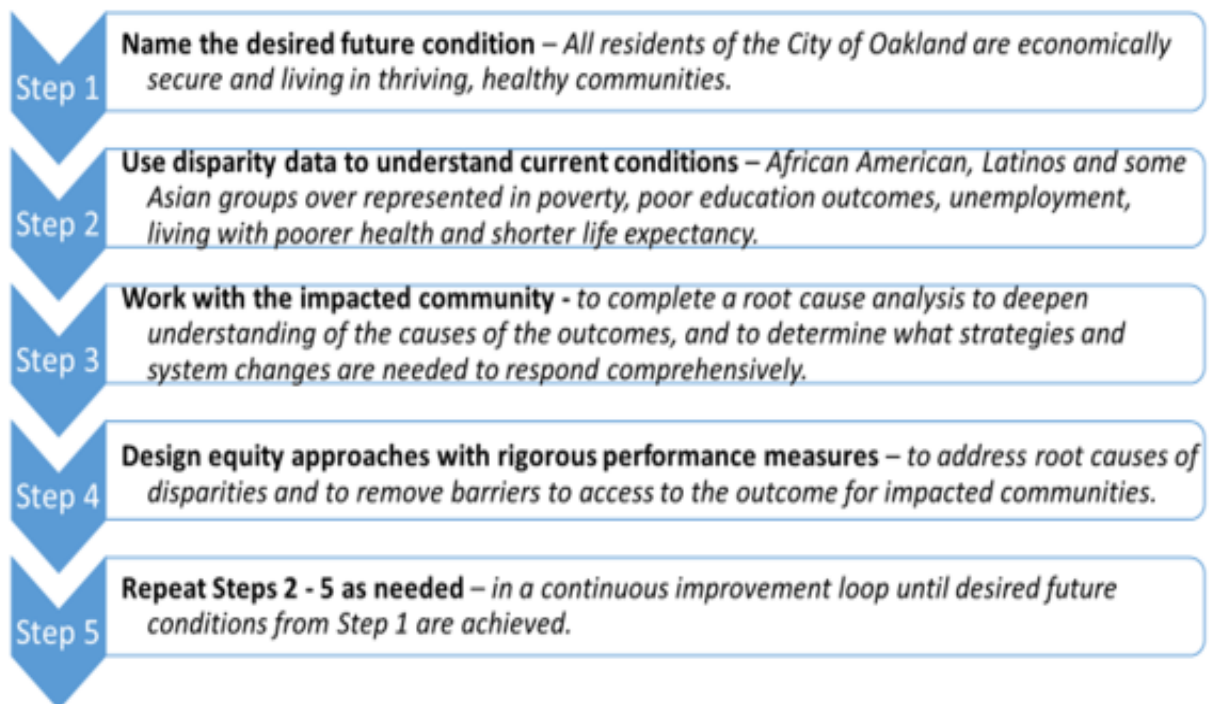 Step 1
Name the desired future condition – All residents of the City of Oakland are economically
secure and living in thriving, healthy communities.
Step 2
Use disparity data to understand current conditions – African American, Latinos and some
Asian groups over represented in poverty, poor education outcomes, unemployment,
living with poorer health and shorter life expectancy.
Step 3
Work with the impacted community - to complete a root cause analysis to deepen
understanding of the causes of the outcomes, and to determine what strategies and
system changes are needed to respond comprehensively.
Step 4
Design equity approaches with rigorous performance measures – to address root causes of
disparities and to remove barriers to access to the outcome for impacted communities.
Step 5
Repeat Steps 2 - 5 as needed – in a continuous improvement loop until desired future
conditions from Step 1 are achieved.